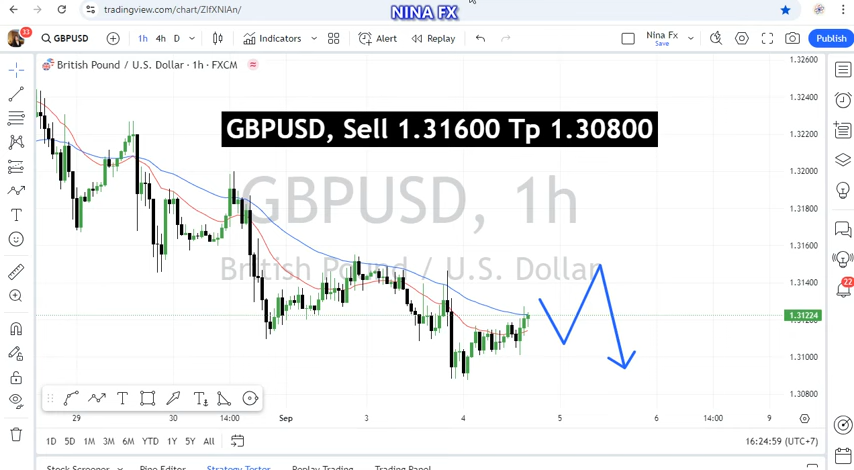 NINA FX
tradingview.com/chart/ZlfXNIAn/
33
GBPUSD
1h 4h D
Indicators
Alert
Replay
Nina Fx
Save
Publish
British Pound / U.S. Dollar · 1h · FXCM
GBPUSD, Sell 1.31600 Tp 1.30800
GBPUSD, 1h
British Pound / U.S. Dollar
1.32600
1.32400
1.32200
1.32000
1.31800
1.31600
1.31400
1.31224
1.31000
1.30800
22
29 30 14:00 Sep 3 4 5 6 14:00 9
1D 5D 1M 3M 6M YTD 1Y 5Y All
16:24:59 (UTC+7)
Stock Screener Pine Editor Strategy Tester Replay Trading Trading Panel